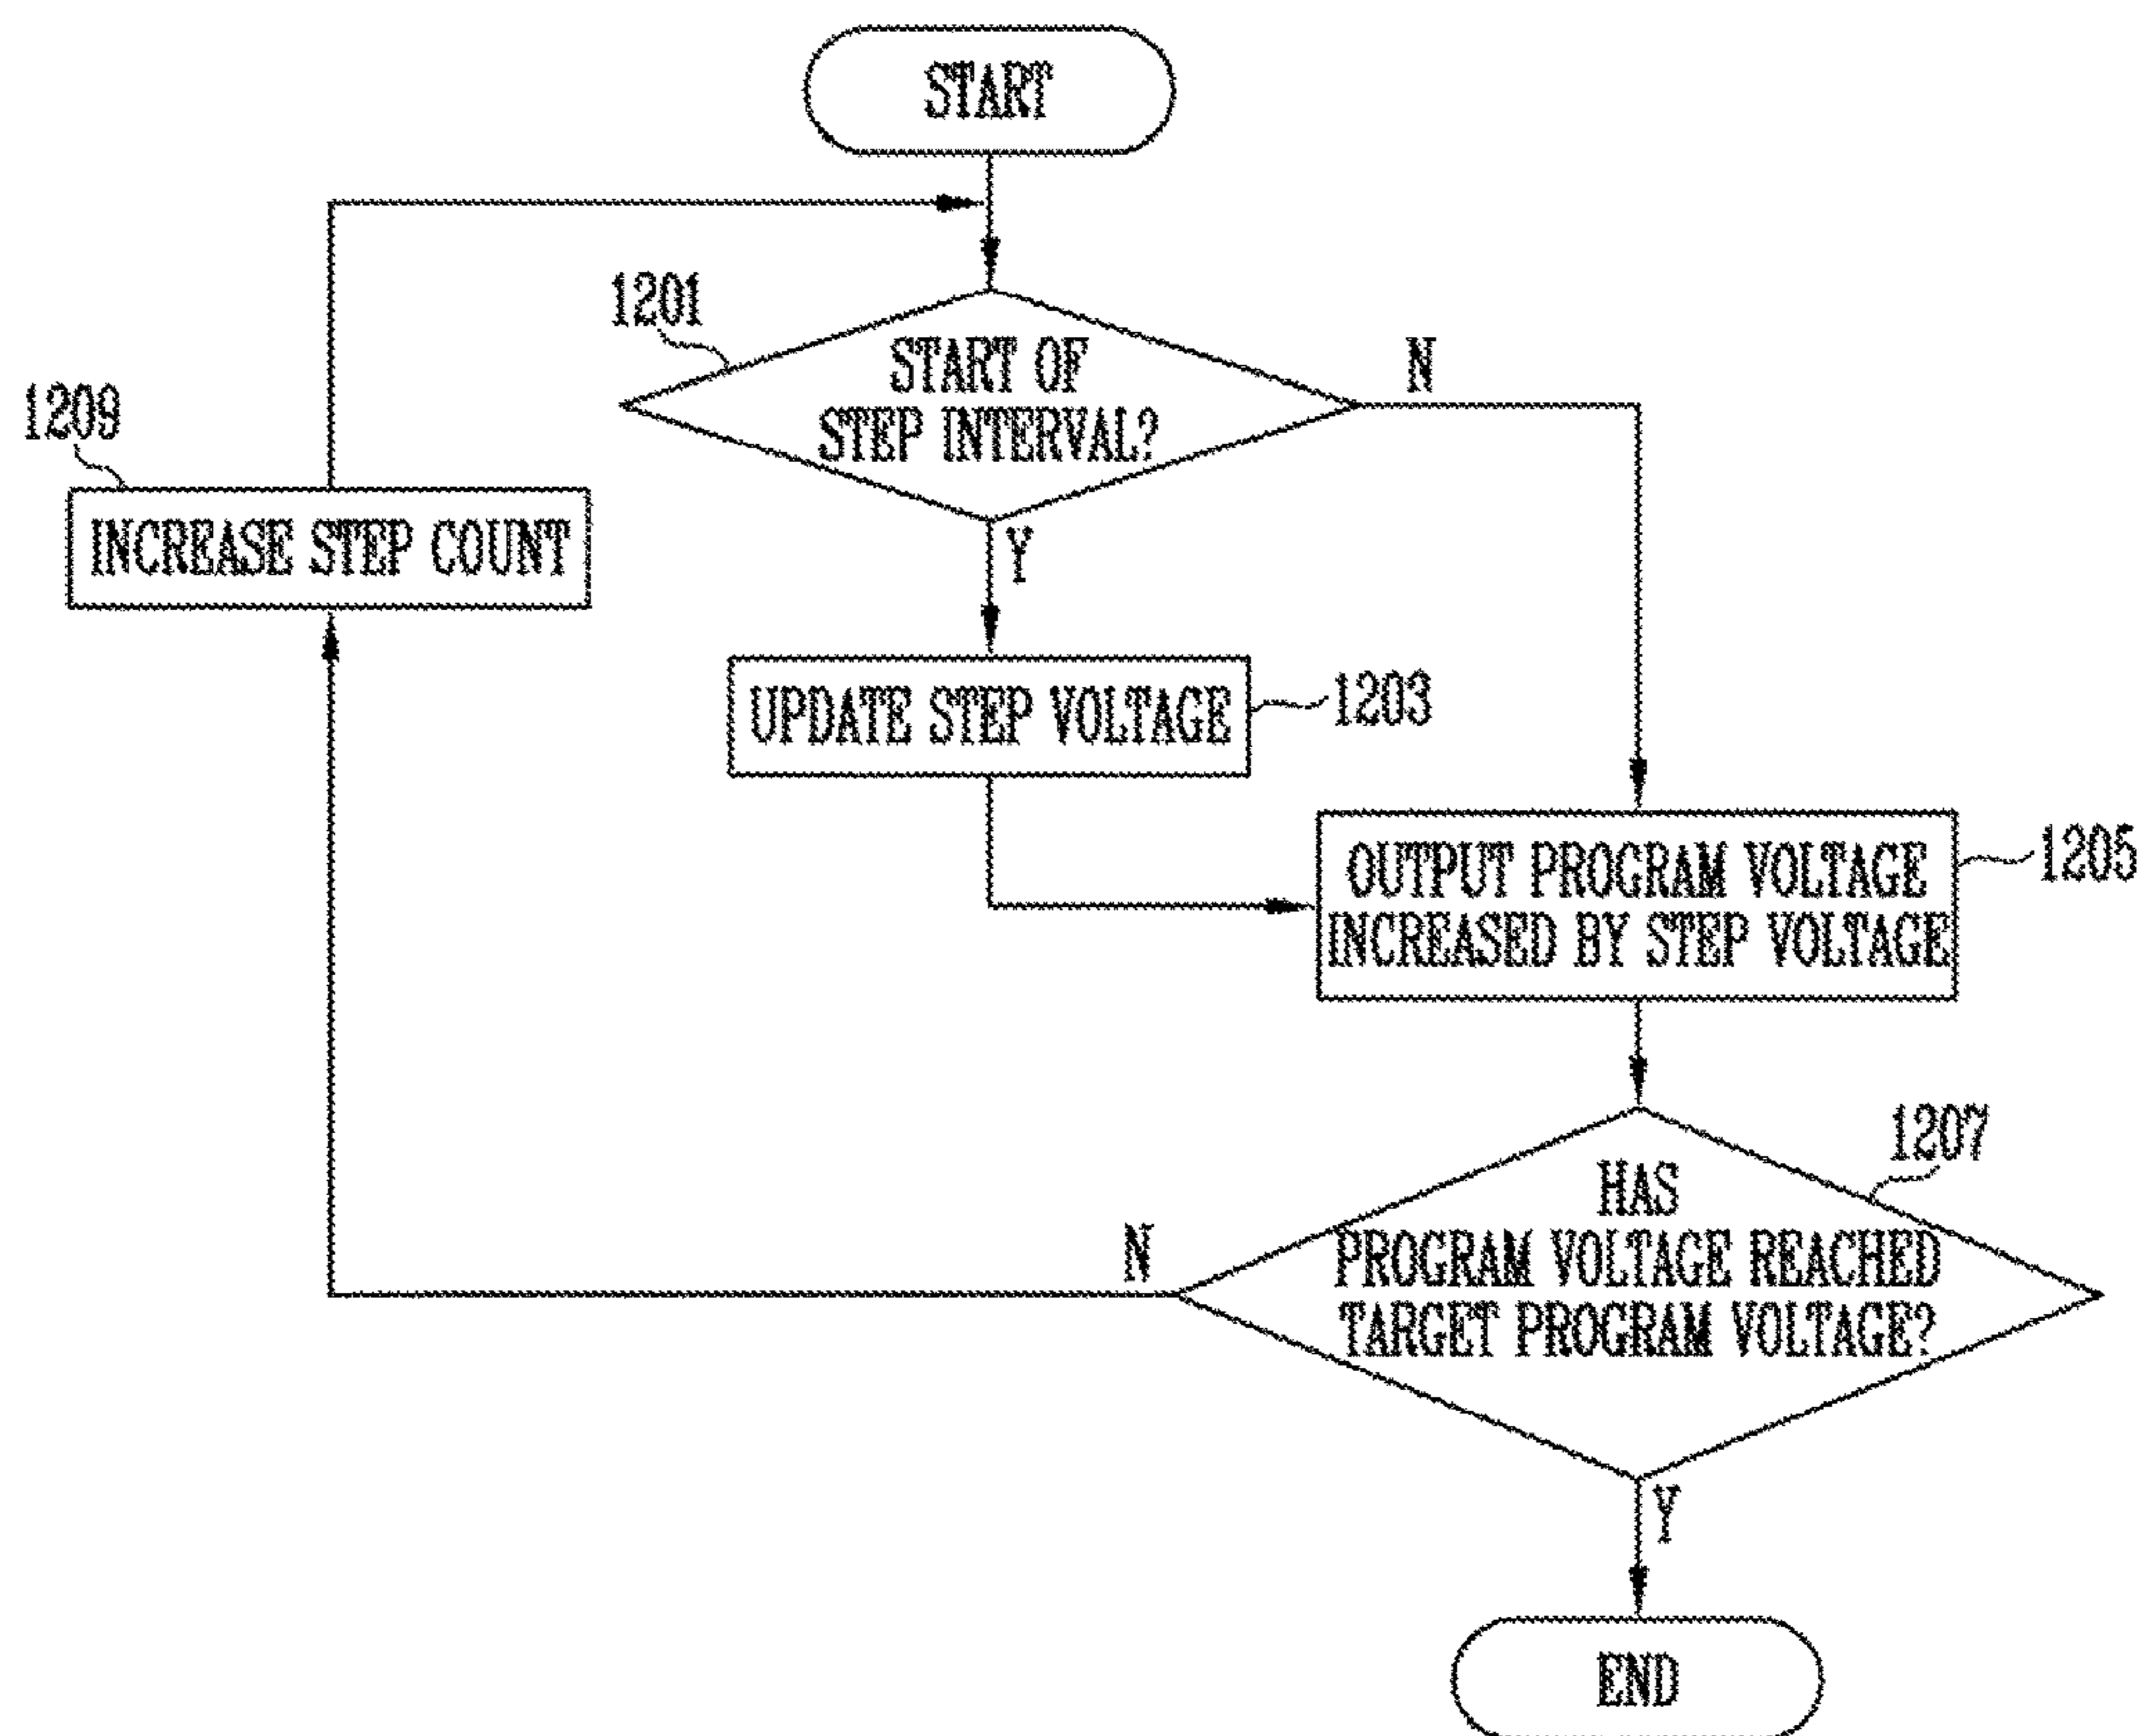 START
1201
START OF
STEP INTERVAL?
N
1209
INCREASE STEP COUNT
Y
UPDATE STEP VOLTAGE
1203
OUTPUT PROGRAM VOLTAGE
INCREASED BY STEP VOLTAGE
1205
1207
HAS
PROGRAM VOLTAGE REACHED
TARGET PROGRAM VOLTAGE?
N
Y
END